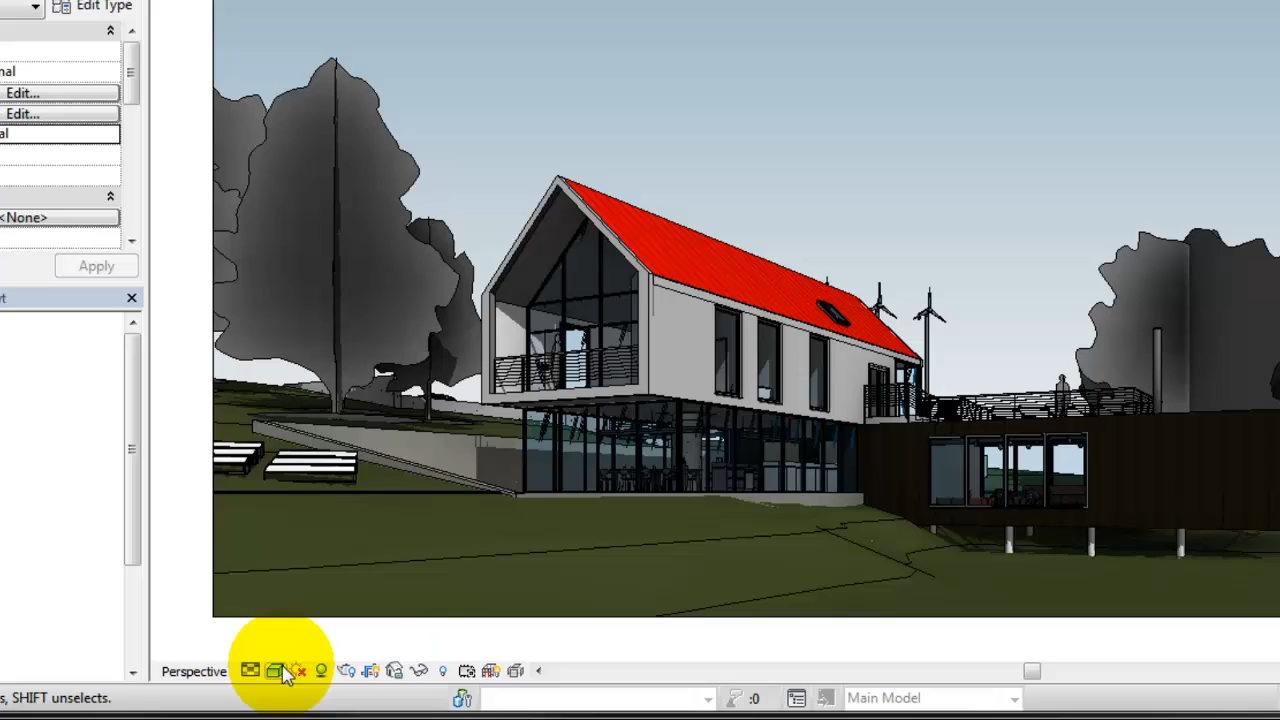 Edit Type
nal
Edit...
Edit...
al
<None>
Apply
t
Perspective
s, SHIFT unselects.
:0
Main Model